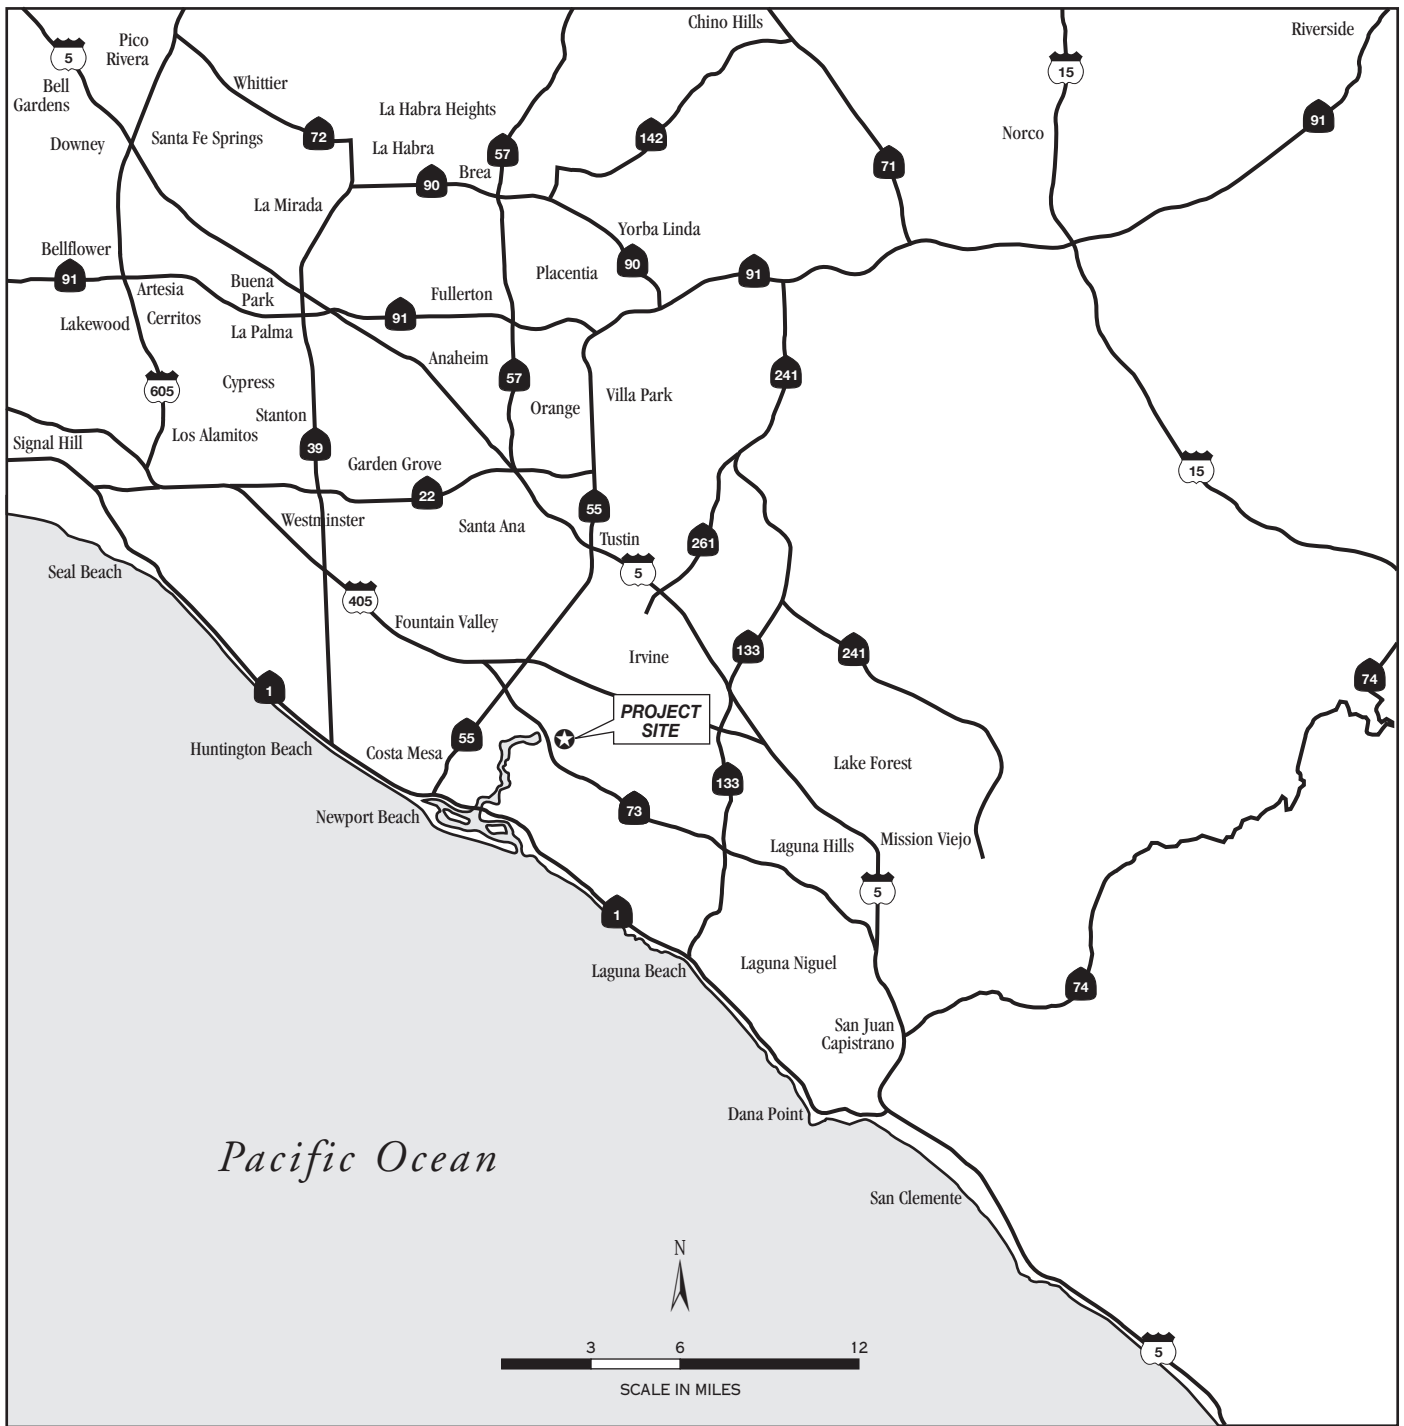 Chino Hills
Riverside
Pico
Rivera
5
15
Bell
Gardens
Whittier
La Habra Heights
91
Norco
Downey
Santa Fe Springs
72
142
La Habra
57
71
Brea
90
La Mirada
Yorba Linda
Bellflower
91
90
Placentia
91
Artesia
Buena
Park
Fullerton
Lakewood
Cerritos
91
La Palma
Anaheim
605
Cypress
57
241
Villa Park
Stanton
Orange
Signal Hill
Los Alamitos
39
Garden Grove
15
22
Westminster
Santa Ana
55
Tustin
261
Seal Beach
5
405
Fountain Valley
Irvine
133
241
1
74
PROJECT
SITE
Huntington Beach
Costa Mesa
55
Lake Forest
133
Newport Beach
73
Laguna Hills
Mission Viejo
5
1
Laguna Beach
Laguna Niguel
74
San Juan
Capistrano
Dana Point
Pacific Ocean
San Clemente
N
5
3
6
12
SCALE IN MILES